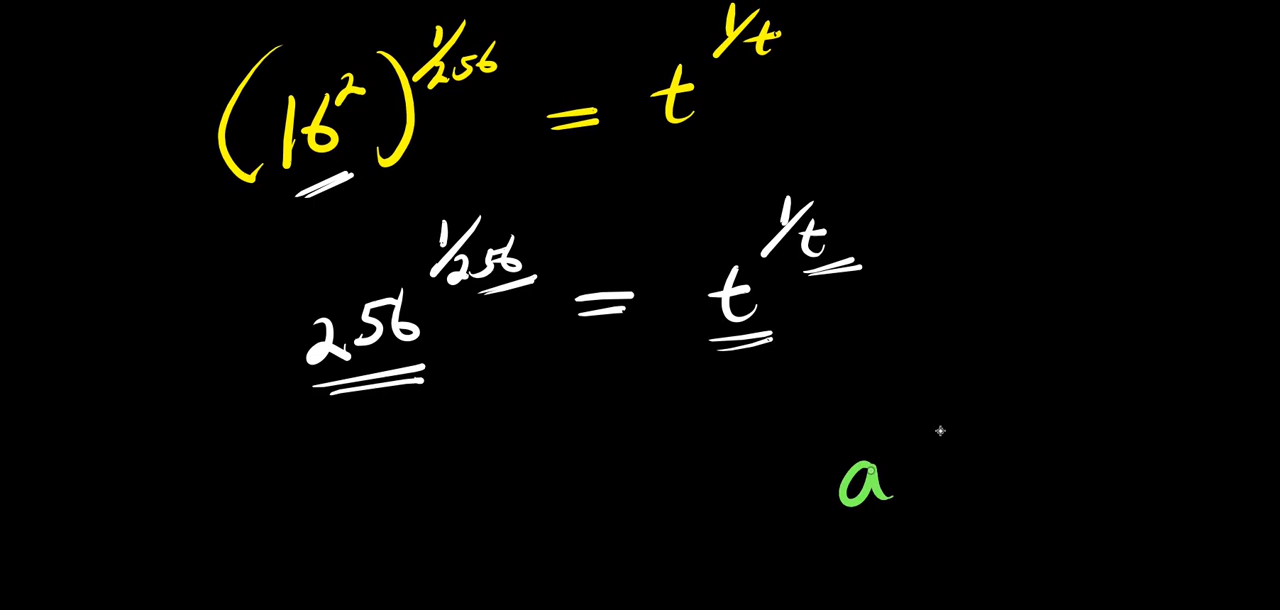 (16²)^1/256 = t^1/t
256^1/256 = t^1/t
a